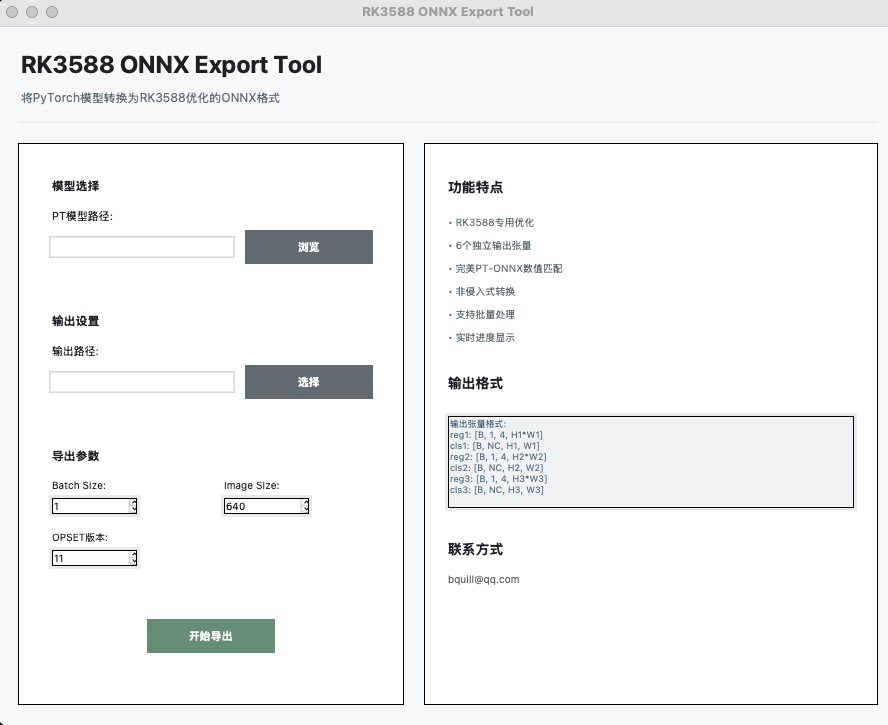 RK3588 ONNX Export Tool
RK3588 ONNX Export Tool
将PyTorch模型转换为RK3588优化的ONNX格式
模型选择
PT模型路径:
浏览
输出设置
输出路径:
选择
导出参数
Batch Size:
Image Size:
1
640
OPSET版本:
11
开始导出
功能特点
• RK3588专用优化
• 6个独立输出张量
• 完美PT-ONNX数值匹配
• 非侵入式转换
• 支持批量处理
• 实时进度显示
输出格式
输出张量格式:
reg1: [B, 1, 4, H1*W1]
cls1: [B, NC, H1, W1]
reg2: [B, 1, 4, H2*W2]
cls2: [B, NC, H2, W2]
reg3: [B, 1, 4, H3*W3]
cls3: [B, NC, H3, W3]
联系方式
bquill@qq.com